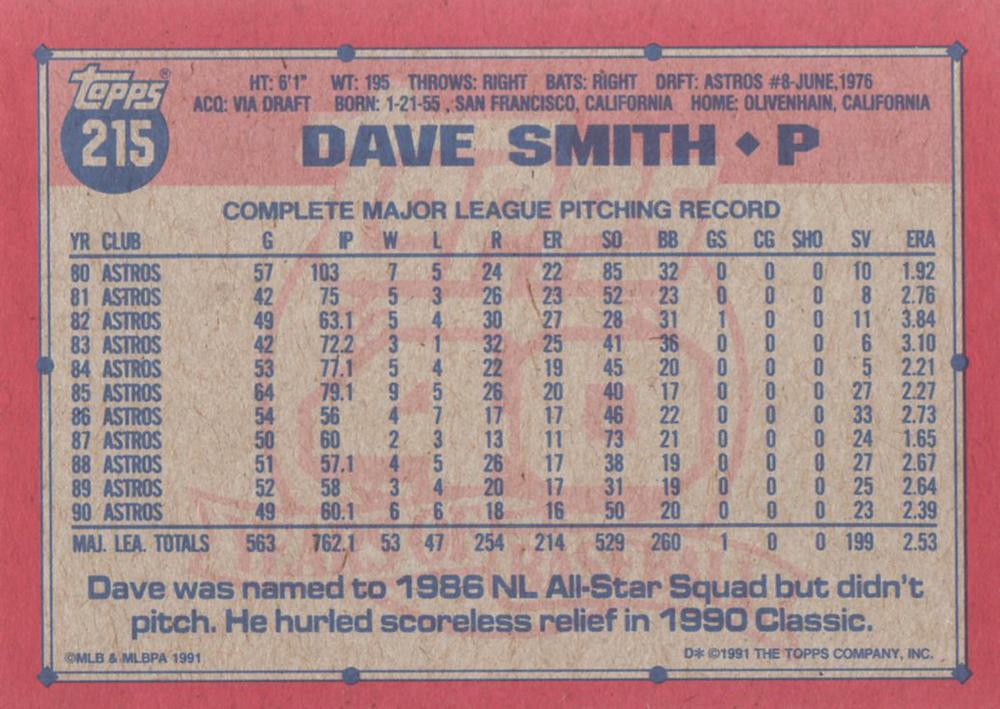 Topps®
215
HT: 6'1" WT: 195 THROWS: RIGHT BATS: RIGHT DRFT: ASTROS #8-JUNE,1976
ACQ: VIA DRAFT BORN: 1-21-55 , SAN FRANCISCO, CALIFORNIA HOME: OLIVENHAIN, CALIFORNIA
DAVE SMITH ♦ P
COMPLETE MAJOR LEAGUE PITCHING RECORD
YR CLUB G IP W L R ER SO BB GS CG SHO SV ERA
80 ASTROS 57 103 7 5 24 22 85 32 0 0 0 10 1.92
81 ASTROS 42 75 5 3 26 23 52 23 0 0 0 8 2.76
82 ASTROS 49 63.1 5 4 30 27 28 31 1 0 0 11 3.84
83 ASTROS 42 72.2 3 1 32 25 41 36 0 0 0 6 3.10
84 ASTROS 53 77.1 5 4 22 19 45 20 0 0 0 5 2.21
85 ASTROS 64 79.1 9 5 26 20 40 17 0 0 0 27 2.27
86 ASTROS 54 56 4 7 17 17 46 22 0 0 0 33 2.73
87 ASTROS 50 60 2 3 13 11 73 21 0 0 0 24 1.65
88 ASTROS 51 57.1 4 5 26 17 38 19 0 0 0 27 2.67
89 ASTROS 52 58 3 4 20 17 31 19 0 0 0 25 2.64
90 ASTROS 49 60.1 6 6 18 16 50 20 0 0 0 23 2.39
MAJ. LEA. TOTALS 563 762.1 53 47 254 214 529 260 1 0 0 199 2.53
Dave was named to 1986 NL All-Star Squad but didn't
pitch. He hurled scoreless relief in 1990 Classic.
©MLB & MLBPA 1991
D* ©1991 THE TOPPS COMPANY, INC.
Topps
40
YEARS OF BASEBALL